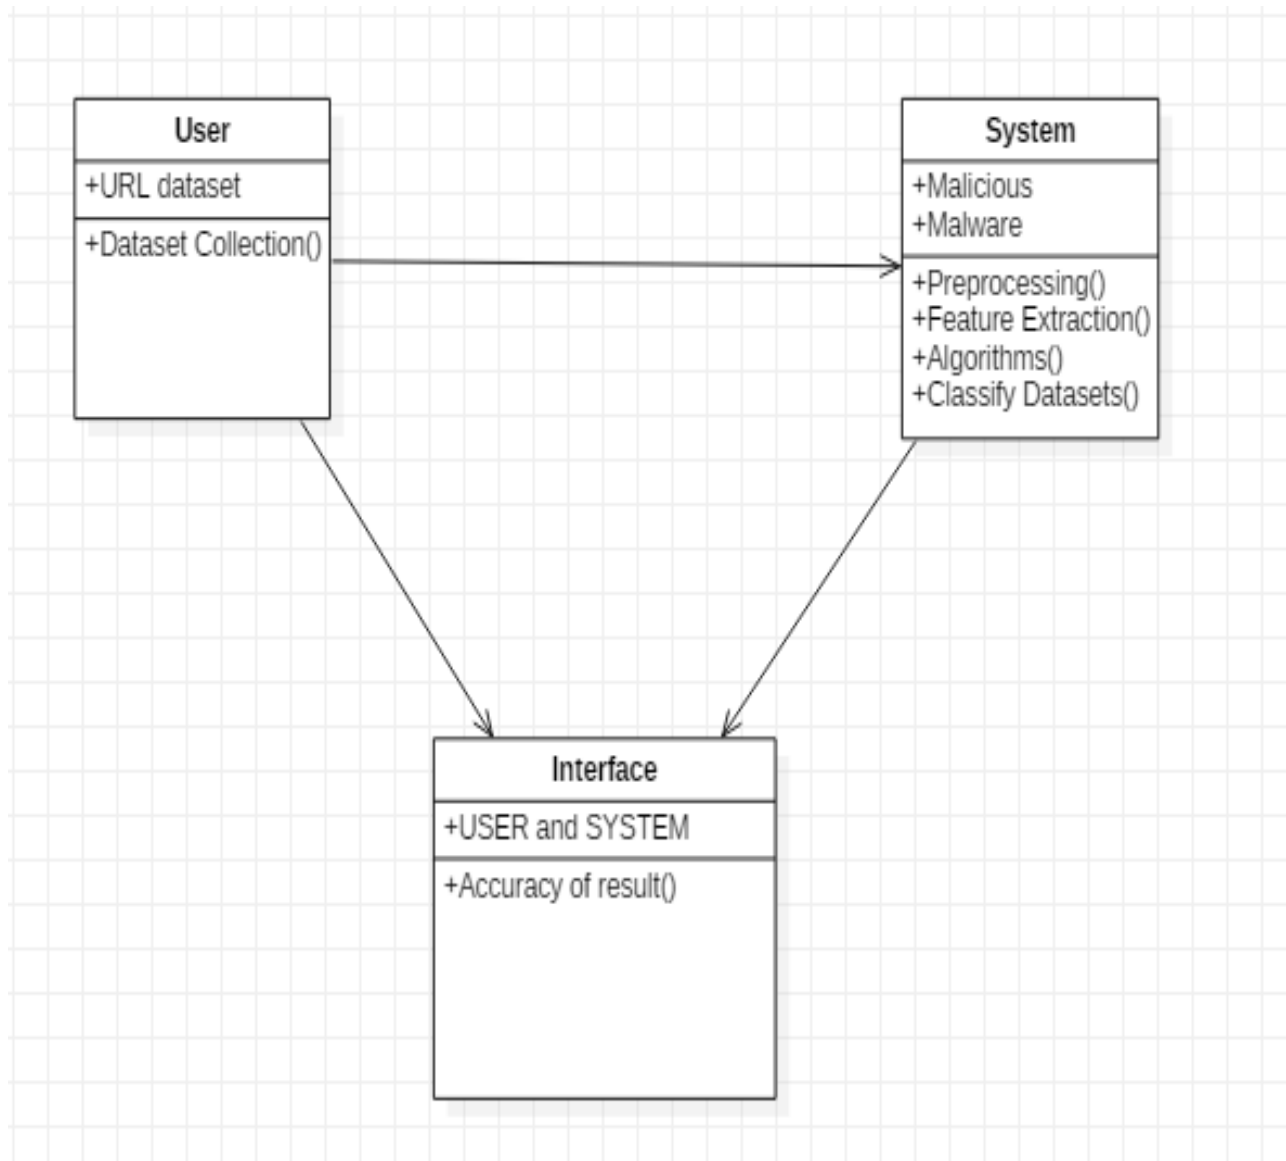 User
+URL dataset
+Dataset Collection()
System
+Malicious
+Malware
+Preprocessing()
+Feature Extraction()
+Algorithms()
+Classify Datasets()
Interface
+USER and SYSTEM
+Accuracy of result()